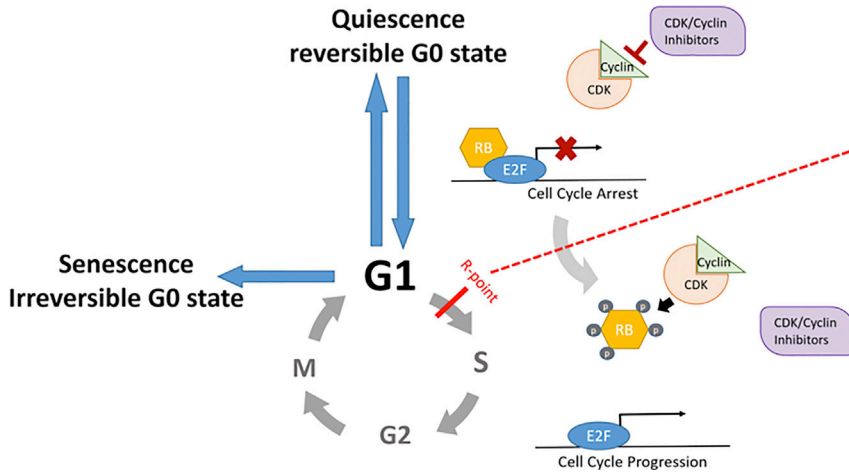 Quiescence
reversible G0 state
CDK/Cyclin
Inhibitors
Cyclin
CDK
RB
E2F
Cell Cycle Arrest
Senescence
Irreversible G0 state
G1
R-point
Cyclin
CDK
P
P
P
RB
P
P
CDK/Cyclin
Inhibitors
M
S
G2
E2F
Cell Cycle Progression